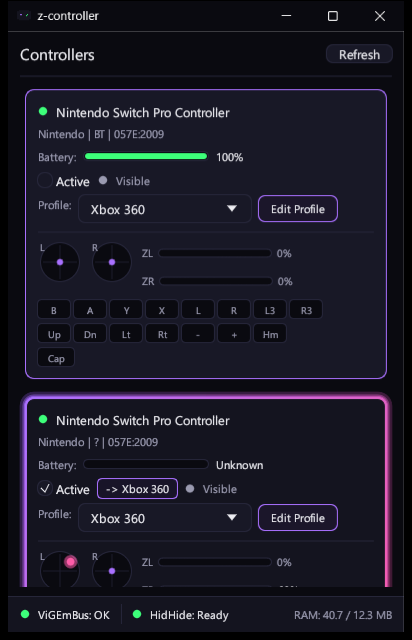 z-controller
Controllers
Refresh
Nintendo Switch Pro Controller
Nintendo | BT | 057E:2009
Battery: 100%
Active Visible
Profile: Xbox 360 Edit Profile
L R ZL 0%
ZR 0%
B A Y X L R L3 R3
Up Dn Lt Rt - + Hm
Cap
Nintendo Switch Pro Controller
Nintendo | ? | 057E:2009
Battery: Unknown
Active -> Xbox 360 Visible
Profile: Xbox 360 Edit Profile
L R ZL 0%
ViGEmBus: OK HidHide: Ready RAM: 40.7 / 12.3 MB